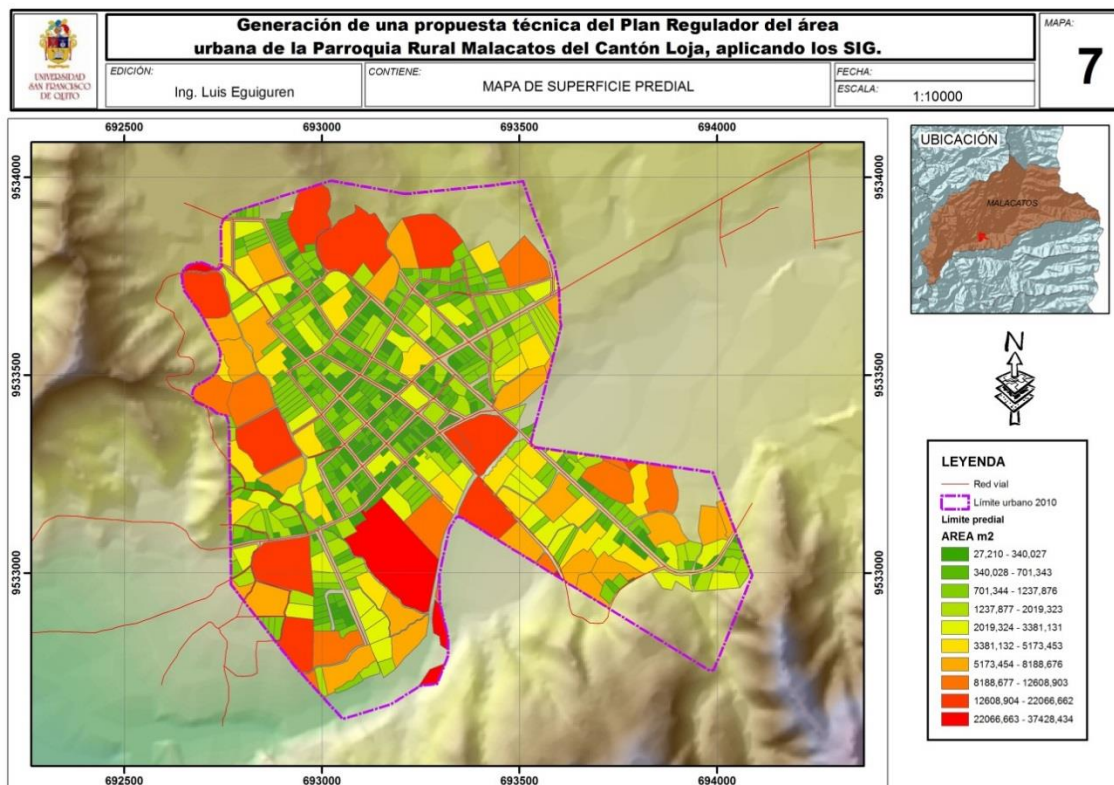 UNIVERSIDAD
SAN FRANCISCO
DE QUITO
Generación de una propuesta técnica del Plan Regulador del área
urbana de la Parroquia Rural Malacatos del Cantón Loja, aplicando los SIG.
MAPA:
7
EDICIÓN:
Ing. Luis Eguiguren
CONTIENE:
MAPA DE SUPERFICIE PREDIAL
FECHA:
ESCALA:
1:10000
692500 693000 693500 694000
9534000 9534000
9533500 9533500
9533000 9533000
692500 693000 693500 694000
UBICACIÓN
MALACATOS
N
LEYENDA
Red vial
Límite urbano 2010
Límite predial
AREA m2
27,210 - 340,027
340,028 - 701,343
701,344 - 1237,876
1237,877 - 2019,323
2019,324 - 3381,131
3381,132 - 5173,453
5173,454 - 8188,676
8188,677 - 12608,903
12608,904 - 22066,662
22066,663 - 37428,434